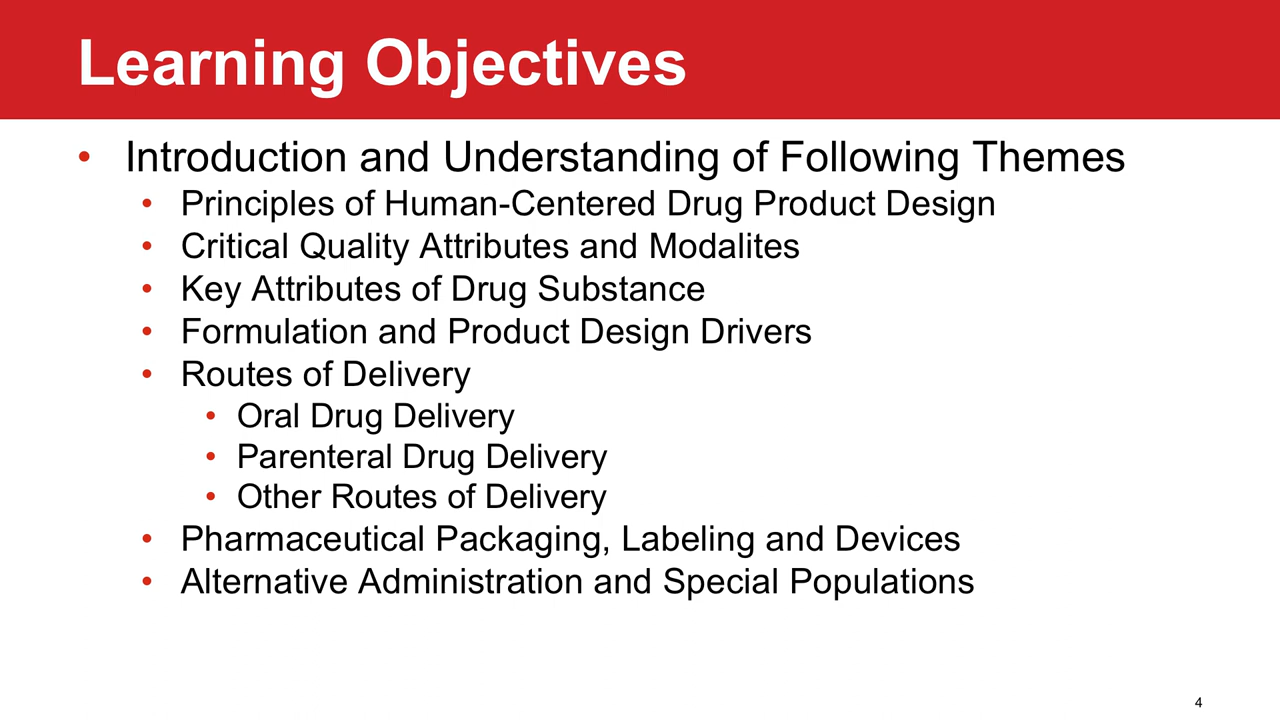 Learning Objectives
• Introduction and Understanding of Following Themes
• Principles of Human-Centered Drug Product Design
• Critical Quality Attributes and Modalites
• Key Attributes of Drug Substance
• Formulation and Product Design Drivers
• Routes of Delivery
• Oral Drug Delivery
• Parenteral Drug Delivery
• Other Routes of Delivery
• Pharmaceutical Packaging, Labeling and Devices
• Alternative Administration and Special Populations
4